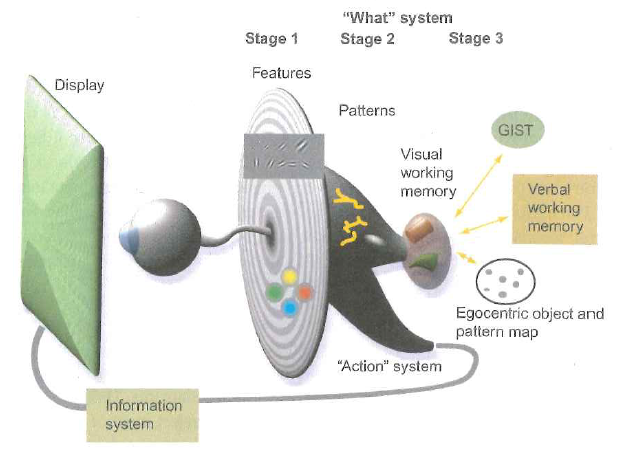 “What” system
Stage 1
Stage 2
Stage 3
Display
Features
Patterns
GIST
Visual
working
memory
Verbal
working
memory
Egocentric object and
pattern map
“Action” system
Information
system